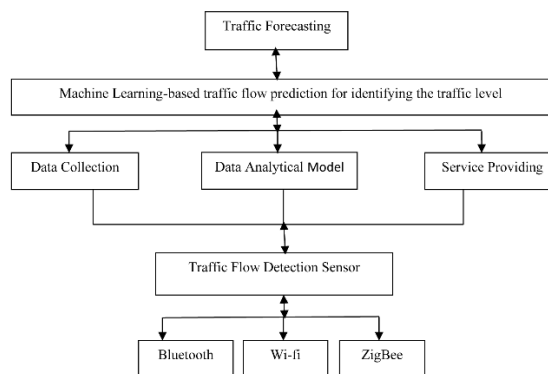 Traffic Forecasting
Machine Learning-based traffic flow prediction for identifying the traffic level
Data Collection
Data Analytical Model
Service Providing
Traffic Flow Detection Sensor
Bluetooth
Wi-fi
ZigBee